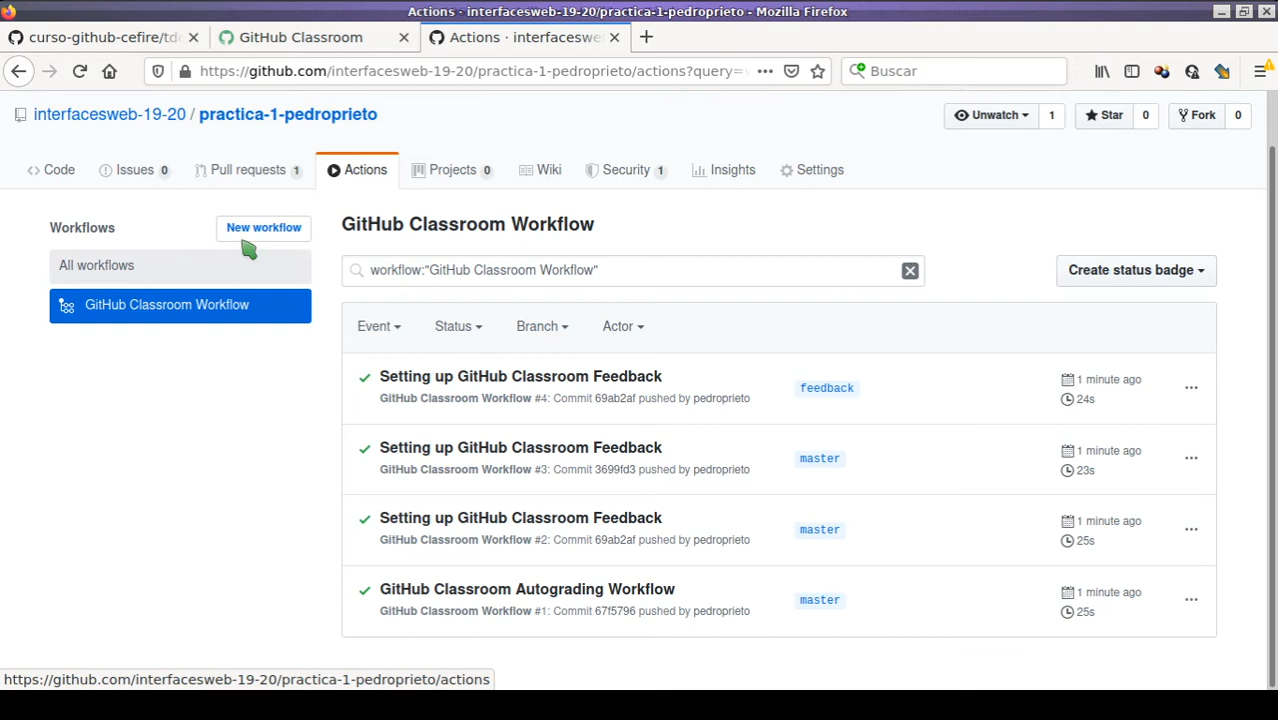 Actions · interfacesweb-19-20/practica-1-pedroprieto - Mozilla Firefox
curso-github-cefire/tdc
GitHub Classroom
Actions · interfaceswe
https://github.com/interfacesweb-19-20/practica-1-pedroprieto/actions?query=
Buscar
interfacesweb-19-20 / practica-1-pedroprieto
Unwatch 1
Star 0
Fork 0
Code
Issues 0
Pull requests 1
Actions
Projects 0
Wiki
Security 1
Insights
Settings
Workflows
New workflow
All workflows
GitHub Classroom Workflow
GitHub Classroom Workflow
workflow:"GitHub Classroom Workflow"
Create status badge
Event
Status
Branch
Actor
Setting up GitHub Classroom Feedback
GitHub Classroom Workflow #4: Commit 69ab2af pushed by pedroprieto
feedback
1 minute ago
24s
Setting up GitHub Classroom Feedback
GitHub Classroom Workflow #3: Commit 3699fd3 pushed by pedroprieto
master
1 minute ago
23s
Setting up GitHub Classroom Feedback
GitHub Classroom Workflow #2: Commit 69ab2af pushed by pedroprieto
master
1 minute ago
25s
GitHub Classroom Autograding Workflow
GitHub Classroom Workflow #1: Commit 67f5796 pushed by pedroprieto
master
1 minute ago
25s
https://github.com/interfacesweb-19-20/practica-1-pedroprieto/actions